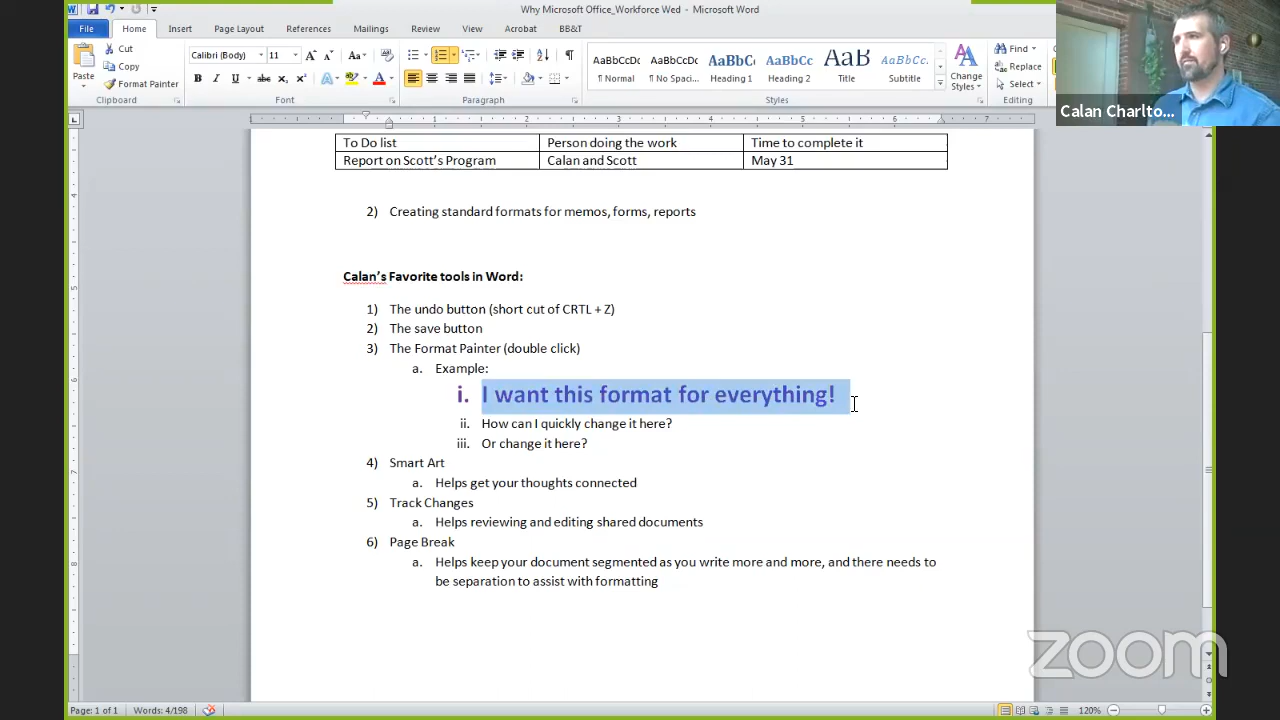 Why Microsoft Office_Workforce Wed - Microsoft Word
File Home Insert Page Layout References Mailings Review View Acrobat BB&T
Paste Cut Copy Format Painter Clipboard
Calibri (Body) 11 Font
Paragraph
AaBbCcDc AaBbCcDc AaBbC AaBbCc AaB AaBbCc.
¶ Normal ¶ No Spaci... Heading 1 Heading 2 Title Subtitle
Change Styles Styles
Find Replace Select Editing
Calan Charlto...
To Do list Person doing the work Time to complete it
Report on Scott's Program Calan and Scott May 31
2) Creating standard formats for memos, forms, reports
Calan's Favorite tools in Word:
1) The undo button (short cut of CRTL + Z)
2) The save button
3) The Format Painter (double click)
a. Example:
i. I want this format for everything!
ii. How can I quickly change it here?
iii. Or change it here?
4) Smart Art
a. Helps get your thoughts connected
5) Track Changes
a. Helps reviewing and editing shared documents
6) Page Break
a. Helps keep your document segmented as you write more and more, and there needs to
be separation to assist with formatting
zoom
Page: 1 of 1 Words: 4/198 120%